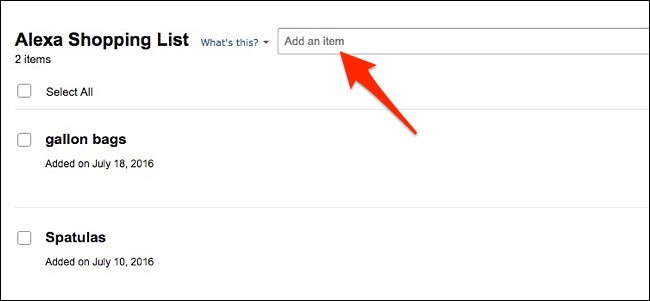 Alexa Shopping List What's this? Add an item
2 items
Select All
gallon bags
Added on July 18, 2016
Spatulas
Added on July 10, 2016